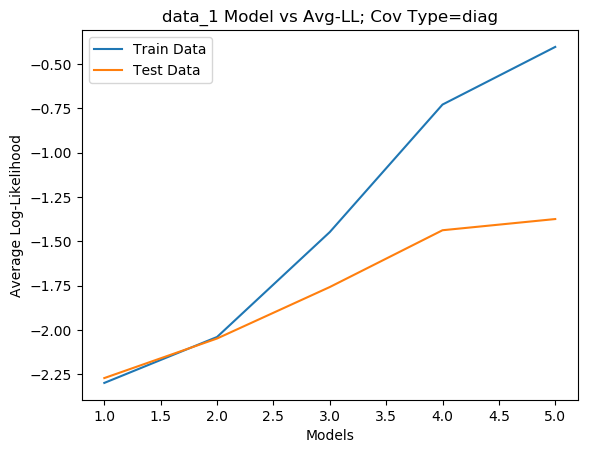 data_1 Model vs Avg-LL; Cov Type=diag
Train Data
Test Data
Average Log-Likelihood
−0.50
−0.75
−1.00
−1.25
−1.50
−1.75
−2.00
−2.25
1.0 1.5 2.0 2.5 3.0 3.5 4.0 4.5 5.0
Models